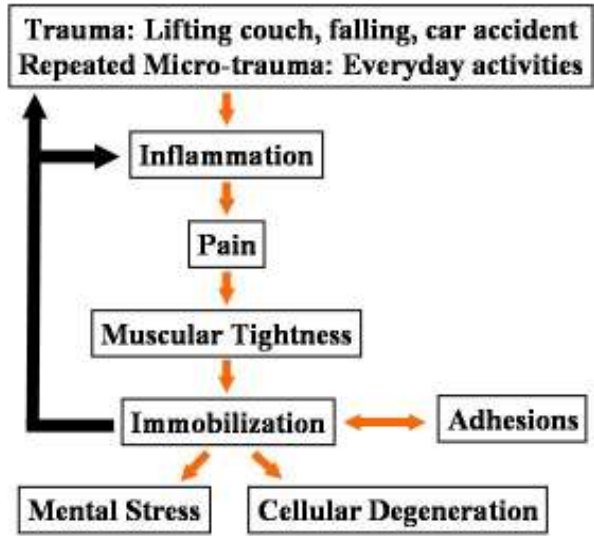 Trauma: Lifting couch, falling, car accident
Repeated Micro-trauma: Everyday activities
Inflammation
Pain
Muscular Tightness
Immobilization
Adhesions
Mental Stress
Cellular Degeneration